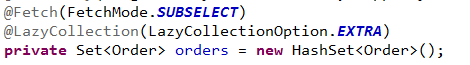 @Fetch(FetchMode.SUBSELECT)
@LazyCollection(LazyCollectionOption.EXTRA)
private Set<Order> orders = new HashSet<Order>();